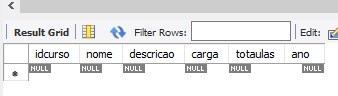 Result Grid Filter Rows: Edit:
idcurso nome descricao carga totaulas ano
NULL NULL NULL NULL NULL NULL